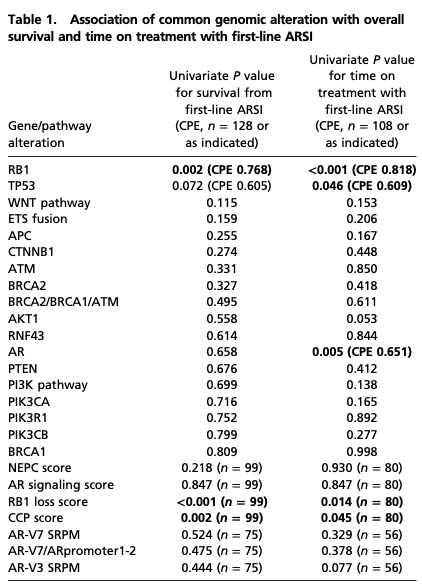 Table 1. Association of common genomic alteration with overall
survival and time on treatment with first-line ARSI
Gene/pathway
alteration
Univariate P value
for survival from
first-line ARSI
(CPE, n = 128 or
as indicated)
Univariate P value
for time on
treatment with
first-line ARSI
(CPE, n = 108 or
as indicated)
RB1 0.002 (CPE 0.768) <0.001 (CPE 0.818)
TP53 0.072 (CPE 0.605) 0.046 (CPE 0.609)
WNT pathway 0.115 0.153
ETS fusion 0.159 0.206
APC 0.255 0.167
CTNNB1 0.274 0.448
ATM 0.331 0.850
BRCA2 0.327 0.418
BRCA2/BRCA1/ATM 0.495 0.611
AKT1 0.558 0.053
RNF43 0.614 0.844
AR 0.658 0.005 (CPE 0.651)
PTEN 0.676 0.412
PI3K pathway 0.699 0.138
PIK3CA 0.716 0.165
PIK3R1 0.752 0.892
PIK3CB 0.799 0.277
BRCA1 0.809 0.998
NEPC score 0.218 (n = 99) 0.930 (n = 80)
AR signaling score 0.847 (n = 99) 0.847 (n = 80)
RB1 loss score <0.001 (n = 99) 0.014 (n = 80)
CCP score 0.002 (n = 99) 0.045 (n = 80)
AR-V7 SRPM 0.524 (n = 75) 0.329 (n = 56)
AR-V7/ARpromoter1-2 0.475 (n = 75) 0.378 (n = 56)
AR-V3 SRPM 0.444 (n = 75) 0.077 (n = 56)